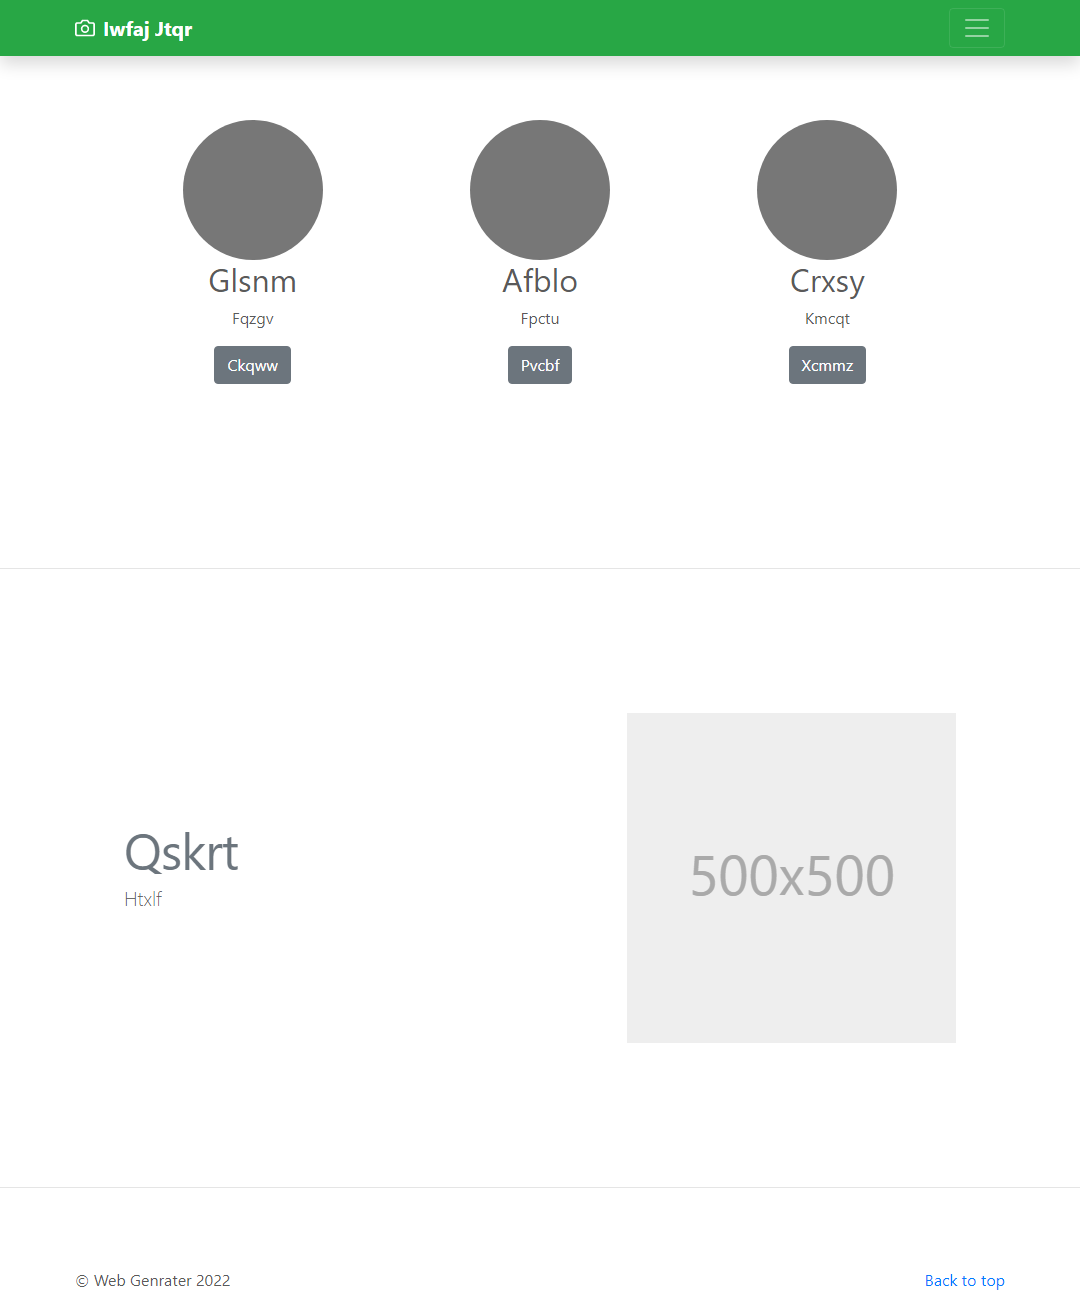 Iwfaj Jtqr
Glsnm
Fqzgv
Ckqww
Afblo
Fpctu
Pvcbf
Crxsy
Kmcqt
Xcmmz
Qskrt
Htxlf
500x500
© Web Genrater 2022
Back to top